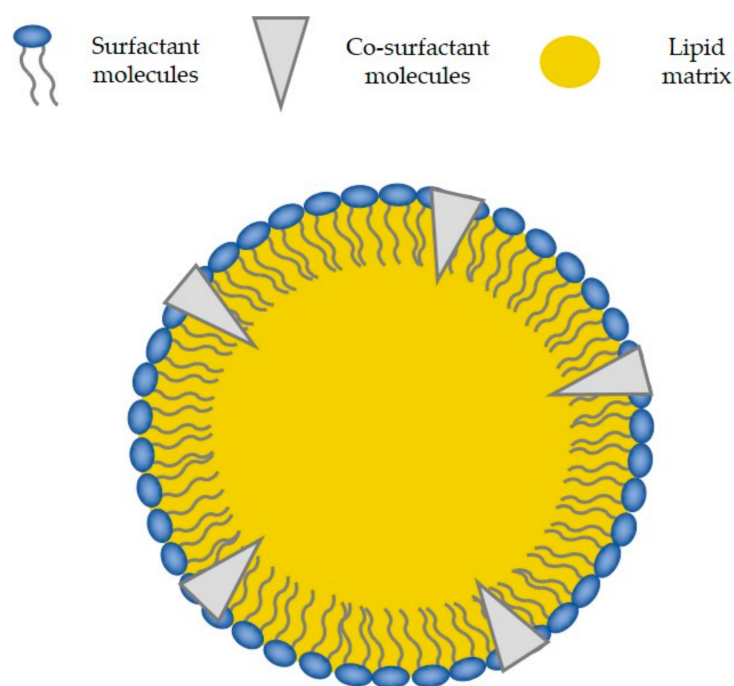 Surfactant
molecules
Co-surfactant
molecules
Lipid
matrix